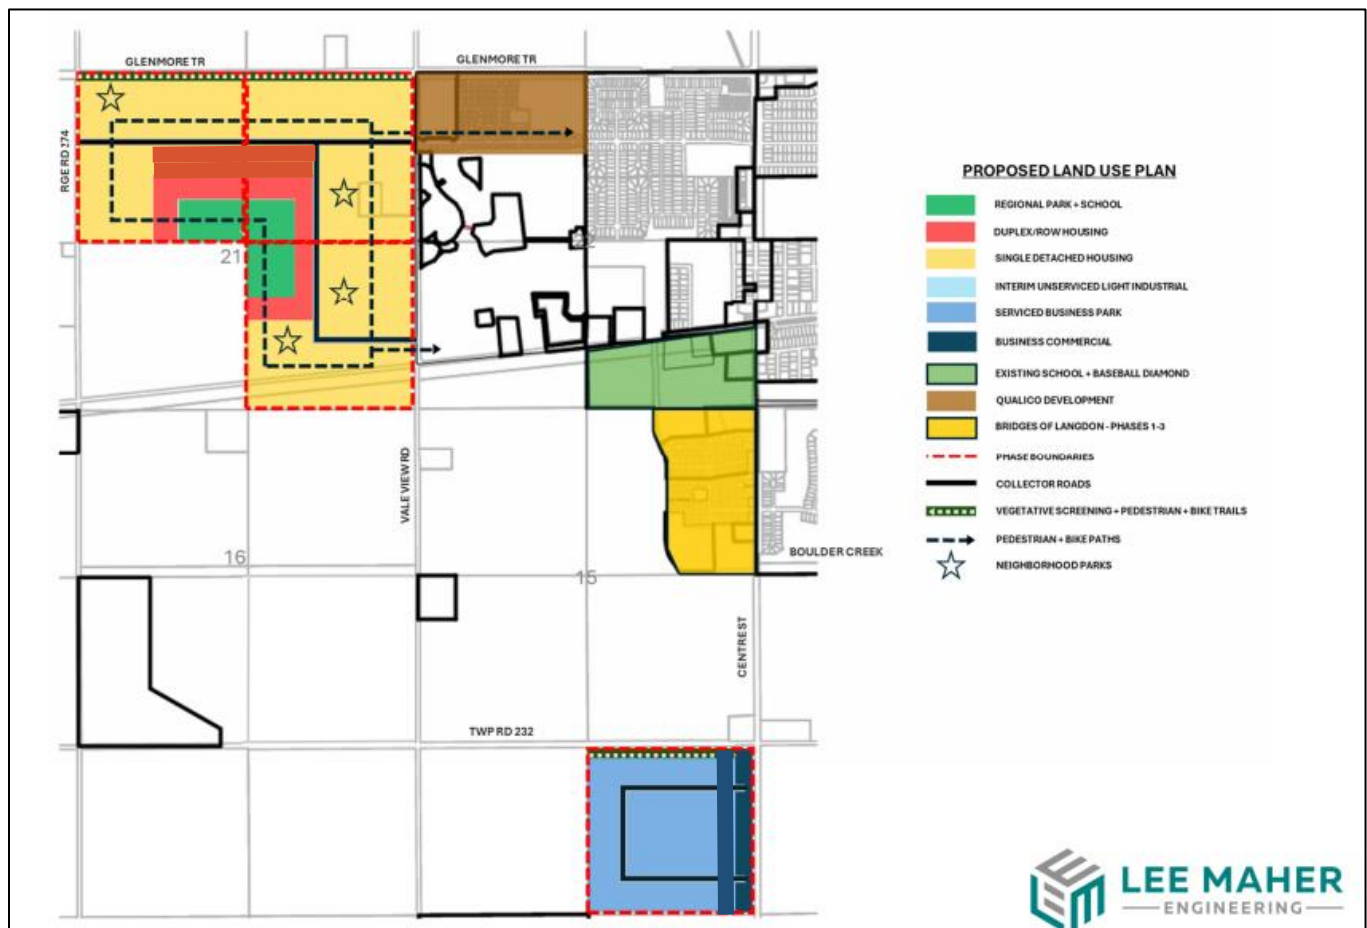 GLENMORE TR
GLENMORE TR
RGE RD 274
21
22
PROPOSED LAND USE PLAN
REGIONAL PARK + SCHOOL
DUPLEX/ROW HOUSING
SINGLE DETACHED HOUSING
INTERIM UNSERVICED LIGHT INDUSTRIAL
SERVICED BUSINESS PARK
BUSINESS COMMERCIAL
EXISTING SCHOOL + BASEBALL DIAMOND
QUALICO DEVELOPMENT
BRIDGES OF LANGDON - PHASES 1-3
PHASE BOUNDARIES
COLLECTOR ROADS
VEGETATIVE SCREENING + PEDESTRIAN + BIKE TRAILS
PEDESTRIAN + BIKE PATHS
NEIGHBORHOOD PARKS
VALE VIEW RD
16
15
BOULDER CREEK
CENTRE ST
TWP RD 232
LEE MAHER
ENGINEERING